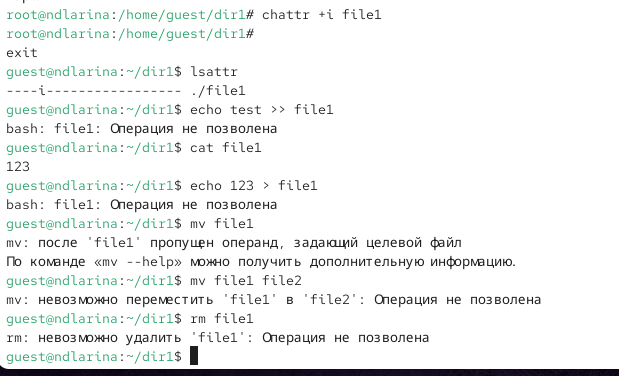 root@ndlarina:/home/guest/dir1# chattr +i file1
root@ndlarina:/home/guest/dir1#
exit
guest@ndlarina:~/dir1$ lsattr
----i----------------- ./file1
guest@ndlarina:~/dir1$ echo test >> file1
bash: file1: Операция не позволена
guest@ndlarina:~/dir1$ cat file1
123
guest@ndlarina:~/dir1$ echo 123 > file1
bash: file1: Операция не позволена
guest@ndlarina:~/dir1$ mv file1
mv: после 'file1' пропущен операнд, задающий целевой файл
По команде «mv --help» можно получить дополнительную информацию.
guest@ndlarina:~/dir1$ mv file1 file2
mv: невозможно переместить 'file1' в 'file2': Операция не позволена
guest@ndlarina:~/dir1$ rm file1
rm: невозможно удалить 'file1': Операция не позволена
guest@ndlarina:~/dir1$